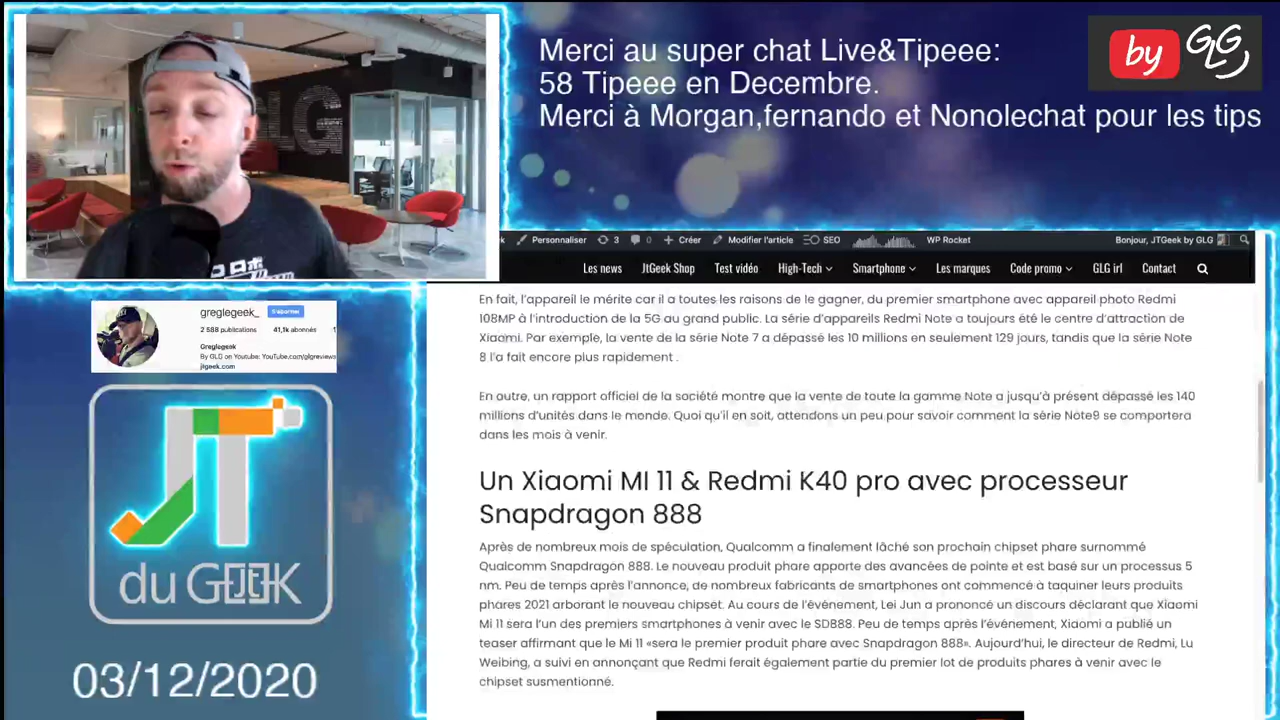 Merci au super chat Live&Tipeee:
58 Tipeee en Decembre.
Merci à Morgan,fernando et Nonolechat pour les tips
by GLG
GLG
Personnaliser 3 0 Créer Modifier l'article SEO WP Rocket Bonjour, JTGeek by GLG
Les news JtGeek Shop Test vidéo High-Tech Smartphone Les marques Code promo GLG irl Contact
En fait, l'appareil le mérite car il a toutes les raisons de le gagner, du premier smartphone avec appareil photo Redmi
108MP à l'introduction de la 5G au grand public. La série d'appareils Redmi Note a toujours été le centre d'attraction de
Xiaomi. Par exemple, la vente de la série Note 7 a dépassé les 10 millions en seulement 129 jours, tandis que la série Note
8 l'a fait encore plus rapidement .
En outre, un rapport officiel de la société montre que la vente de toute la gamme Note a jusqu'à présent dépassé les 140
millions d'unités dans le monde. Quoi qu'il en soit, attendons un peu pour savoir comment la série Note9 se comportera
dans les mois à venir.
Un Xiaomi MI 11 & Redmi K40 pro avec processeur
Snapdragon 888
Après de nombreux mois de spéculation, Qualcomm a finalement lâché son prochain chipset phare surnommé
Qualcomm Snapdragon 888. Le nouveau produit phare apporte des avancées de pointe et est basé sur un processus 5
nm. Peu de temps après l'annonce, de nombreux fabricants de smartphones ont commencé à taquiner leurs produits
phares 2021 arborant le nouveau chipset. Au cours de l'événement, Lei Jun a prononcé un discours déclarant que Xiaomi
Mi 11 sera l'un des premiers smartphones à venir avec le SD888. Peu de temps après l'événement, Xiaomi a publié un
teaser affirmant que le Mi 11 «sera le premier produit phare avec Snapdragon 888». Aujourd'hui, le directeur de Redmi, Lu
Weibing, a suivi en annonçant que Redmi ferait également partie du premier lot de produits phares à venir avec le
chipset susmentionné.
greglegeek_
2 588 publications 41,1k abonnés
Greglegeek
By GLG on Youtube: YouTube.com/glgreviews
jtgeek.com
JT
du GEEK
03/12/2020